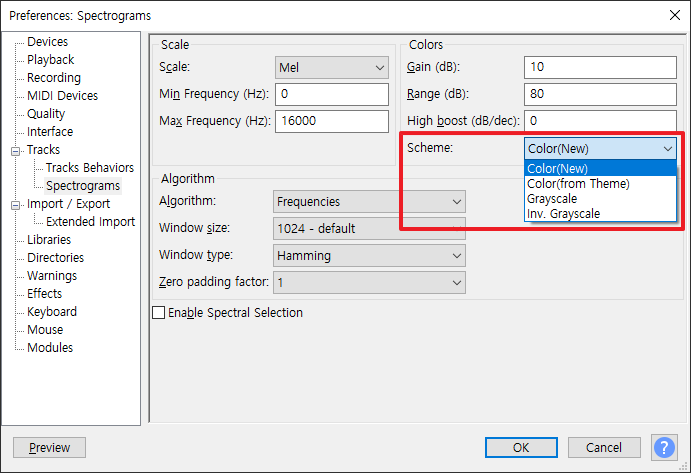 Preferences: Spectrograms
Devices
Playback
Recording
MIDI Devices
Quality
Interface
Tracks
Tracks Behaviors
Spectrograms
Import / Export
Extended Import
Libraries
Directories
Warnings
Effects
Keyboard
Mouse
Modules
Scale
Scale: Mel
Min Frequency (Hz): 0
Max Frequency (Hz): 16000
Colors
Gain (dB): 10
Range (dB): 80
High boost (dB/dec): 0
Scheme: Color(New)
Color(New)
Color(from Theme)
Grayscale
Inv. Grayscale
Algorithm
Algorithm: Frequencies
Window size: 1024 - default
Window type: Hamming
Zero padding factor: 1
Enable Spectral Selection
Preview
OK
Cancel
?